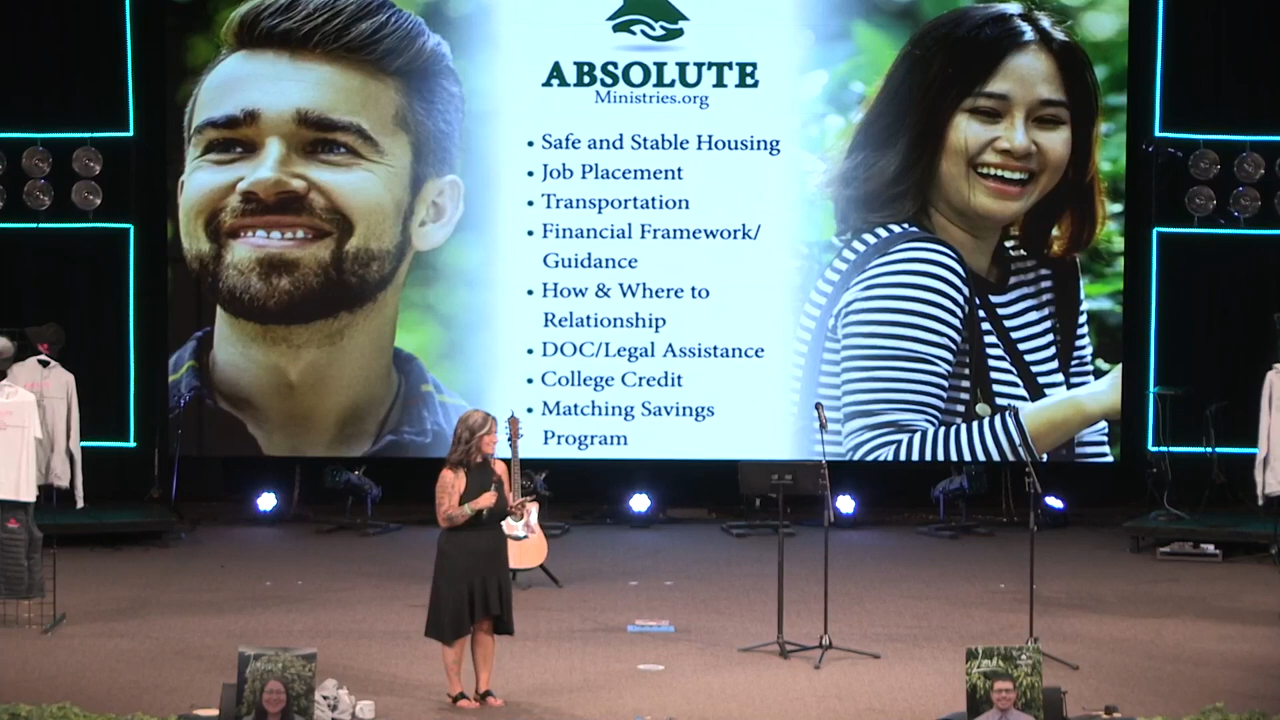 ABSOLUTE
Ministries.org
• Safe and Stable Housing
• Job Placement
• Transportation
• Financial Framework/
Guidance
• How & Where to
Relationship
• DOC/Legal Assistance
• College Credit
• Matching Savings
Program